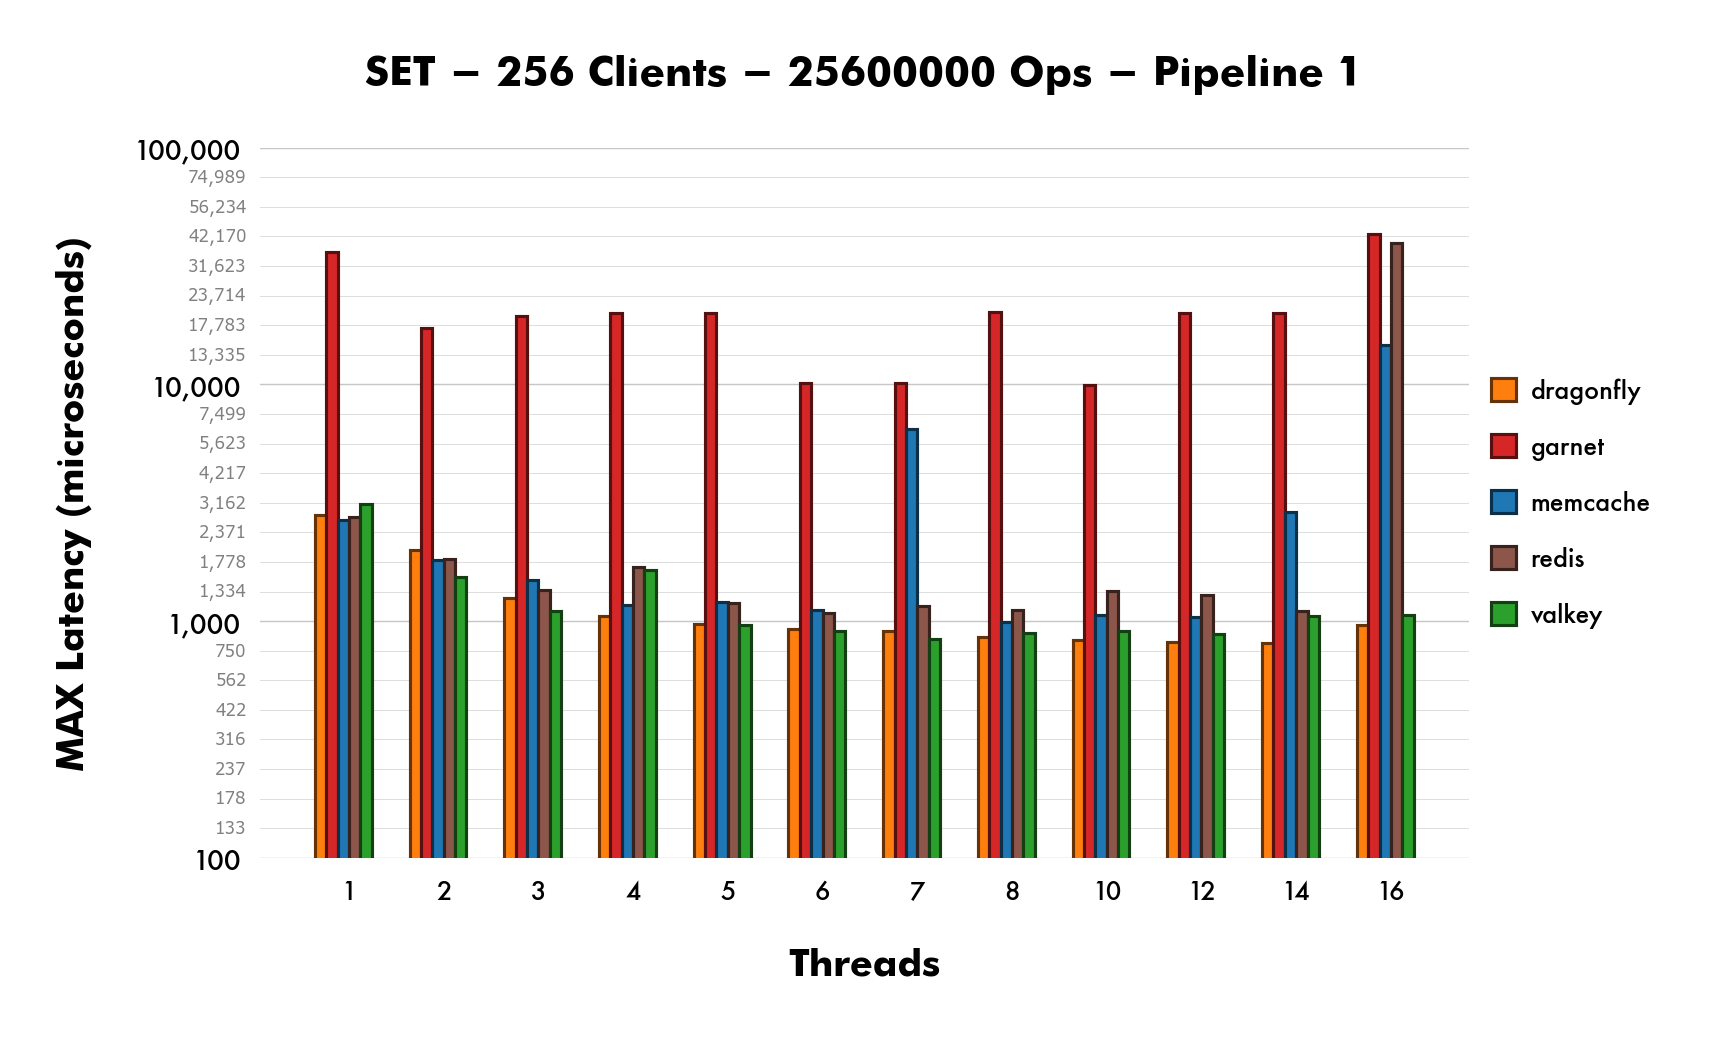 SET – 256 Clients – 25600000 Ops – Pipeline 1
MAX Latency (microseconds)
100,000
74,989
56,234
42,170
31,623
23,714
17,783
13,335
10,000
7,499
5,623
4,217
3,162
2,371
1,778
1,334
1,000
750
562
422
316
237
178
133
100
1 2 3 4 5 6 7 8 10 12 14 16
Threads
dragonfly
garnet
memcache
redis
valkey